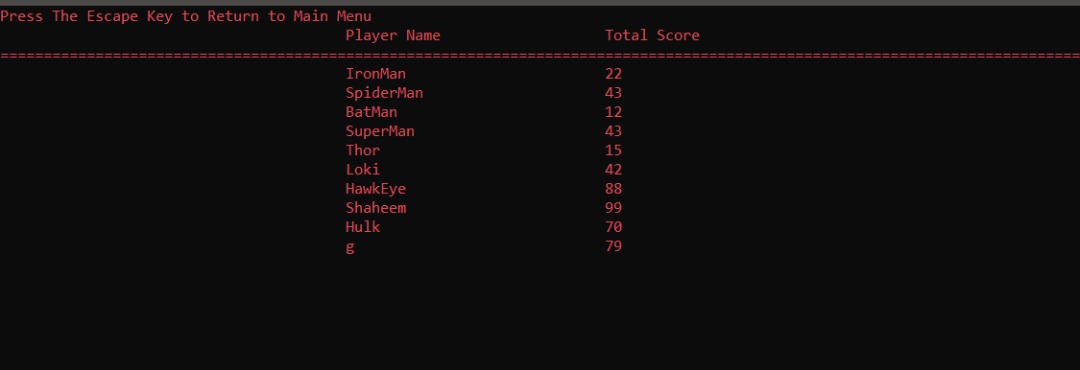 Press The Escape Key to Return to Main Menu
Player Name Total Score
=============================================================================================================================
IronMan 22
SpiderMan 43
BatMan 12
SuperMan 43
Thor 15
Loki 42
HawkEye 88
Shaheem 99
Hulk 70
g 79